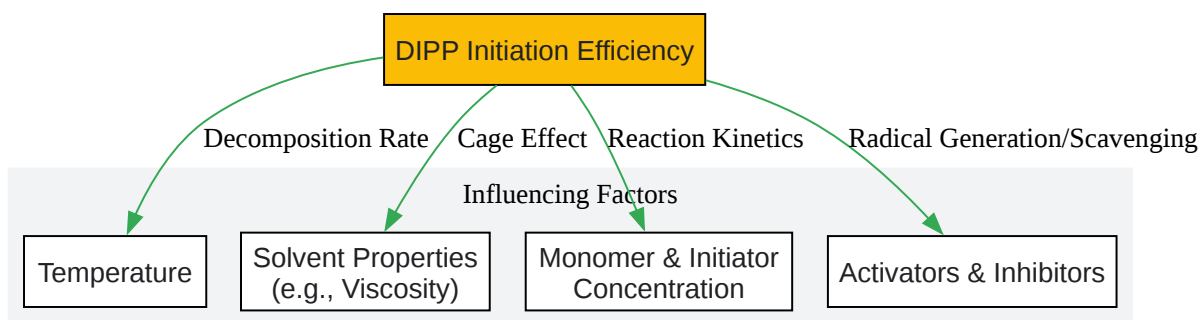 DIPP Initiation Efficiency
Decomposition Rate
Cage Effect
Reaction Kinetics
Radical Generation/Scavenging
Influencing Factors
Temperature
Solvent Properties
(e.g., Viscosity)
Monomer & Initiator
Concentration
Activators & Inhibitors